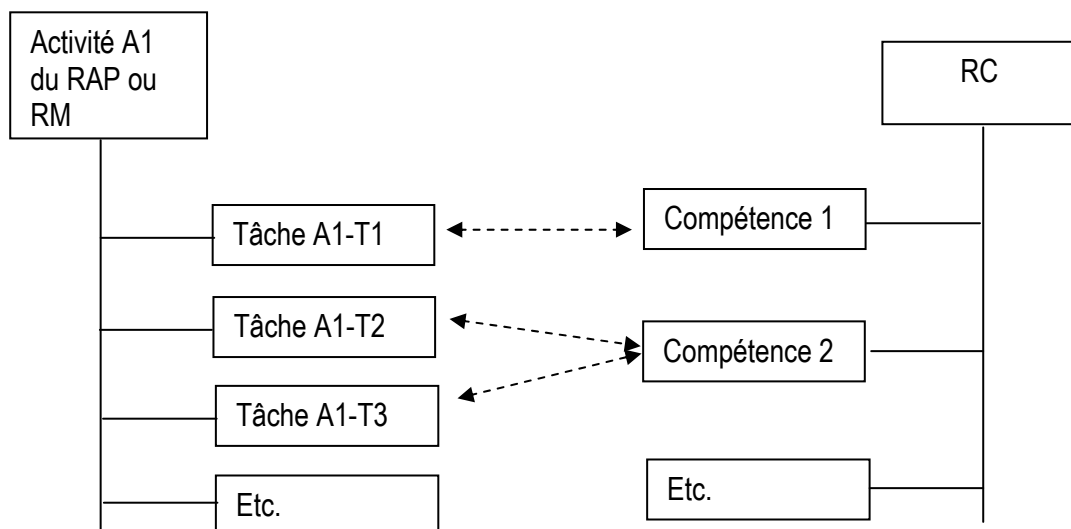 Activité A1
du RAP ou
RM
RC
Tâche A1-T1
Compétence 1
Tâche A1-T2
Compétence 2
Tâche A1-T3
Etc.
Etc.